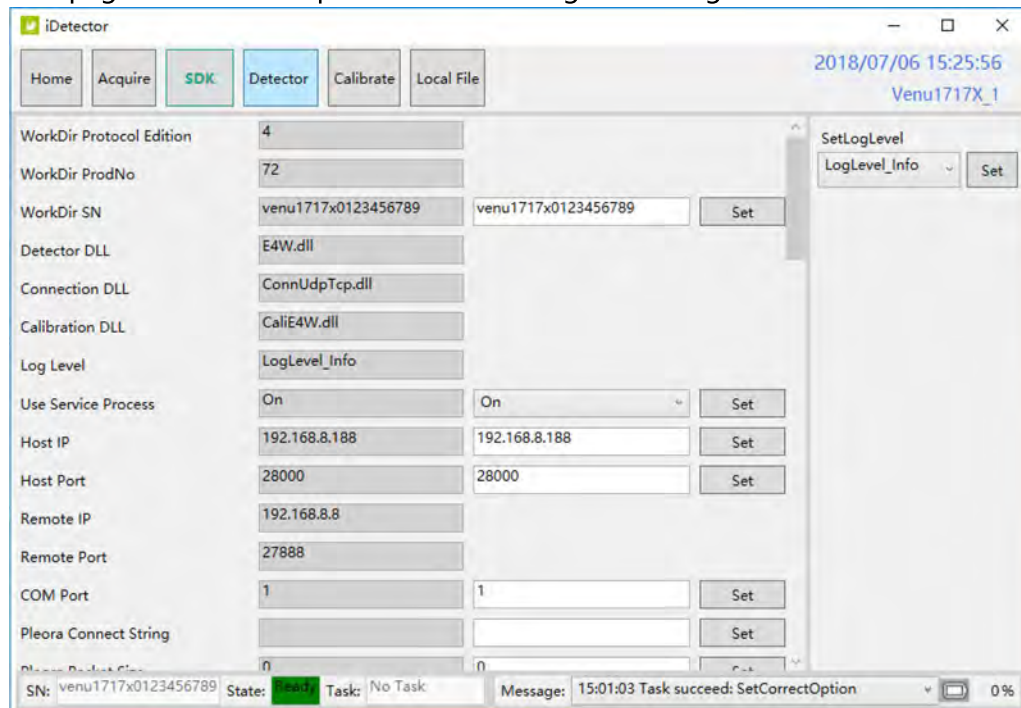 iDetector
Home Acquire SDK Detector Calibrate Local File
2018/07/06 15:25:56
Venu1717X_1
WorkDir Protocol Edition 4
SetLogLevel
WorkDir ProdNo 72
LogLevel_Info Set
WorkDir SN venu1717x0123456789 venu1717x0123456789 Set
Detector DLL E4W.dll
Connection DLL ConnUdpTcp.dll
Calibration DLL CaliE4W.dll
Log Level LogLevel_Info
Use Service Process On On Set
Host IP 192.168.8.188 192.168.8.188 Set
Host Port 28000 28000 Set
Remote IP 192.168.8.8
Remote Port 27888
COM Port 1 1 Set
Pleora Connect String Set
0 0 Set
SN: venu1717x0123456789 State: Ready Task: No Task Message: 15:01:03 Task succeed: SetCorrectOption 0%